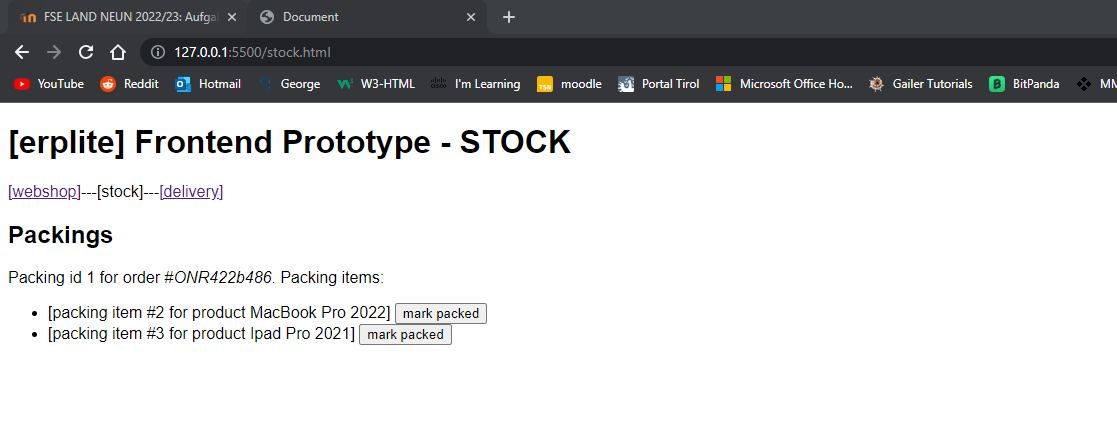 FSE LAND NEUN 2022/23: Aufga
Document
127.0.0.1:5500/stock.html
YouTube Reddit Hotmail George W3-HTML I'm Learning moodle Portal Tirol Microsoft Office Ho... Gailer Tutorials BitPanda MM
[erplite] Frontend Prototype - STOCK
[webshop]---[stock]---[delivery]
Packings
Packing id 1 for order #ONR422b486. Packing items:
[packing item #2 for product MacBook Pro 2022] mark packed
[packing item #3 for product Ipad Pro 2021] mark packed